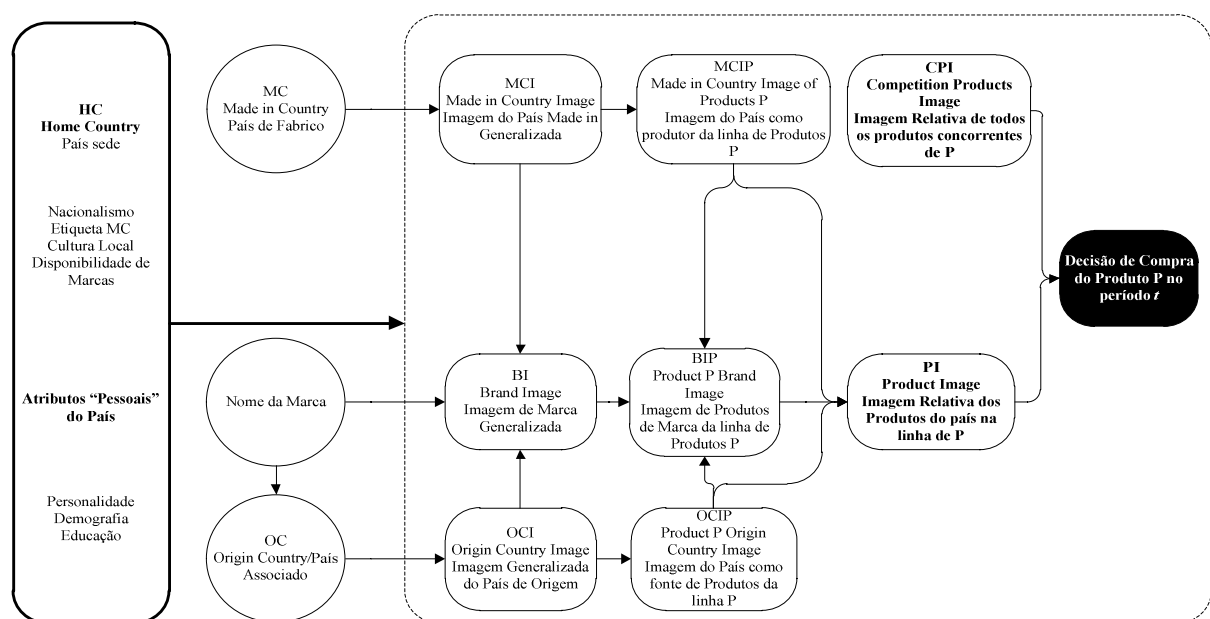 HC
Home Country
País sede
Nacionalismo
Etiqueta MC
Cultura Local
Disponibilidade de
Marcas
Atributos “Pessoais”
do País
Personalidade
Demografia
Educação
MC
Made in Country
País de Fabrico
Nome da Marca
OC
Origin Country/País
Associado
MCI
Made in Country Image
Imagem do País Made in
Generalizada
BI
Brand Image
Imagem de Marca
Generalizada
OCI
Origin Country Image
Imagem Generalizada
do País de Origem
MCIP
Made in Country Image of
Products P
Imagem do País como
produtor da linha de Produtos
P
BIP
Product P Brand
Image
Imagem de Produtos
de Marca da linha de
Produtos P
OCIP
Product P Origin
Country Image
Imagem do País como
fonte de Produtos da
linha P
CPI
Competition Products
Image
Imagem Relativa de todos
os produtos concorrentes
de P
PI
Product Image
Imagem Relativa dos
Produtos do país na
linha de P
Decisão de Compra
do Produto P no
período t